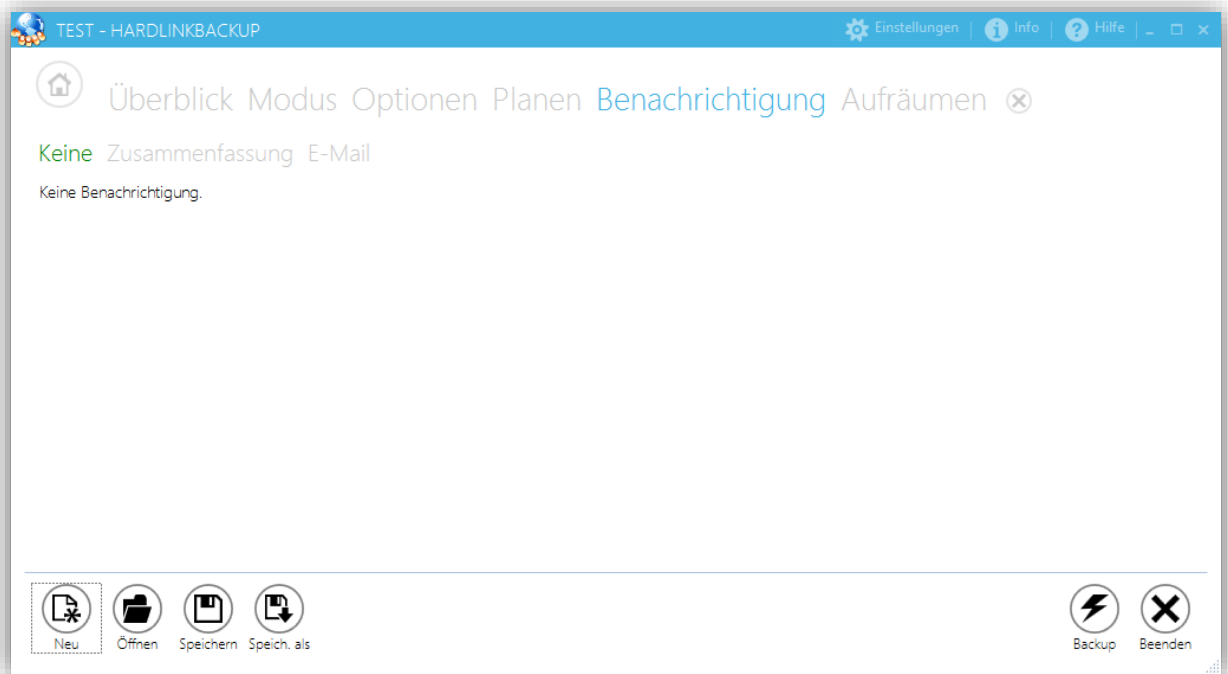 TEST - HARDLINKBACKUP Einstellungen | Info | Hilfe |
Überblick Modus Optionen Planen Benachrichtigung Aufräumen
Keine Zusammenfassung E-Mail
Keine Benachrichtigung.
Neu Öffnen Speichern Speich. als Backup Beenden